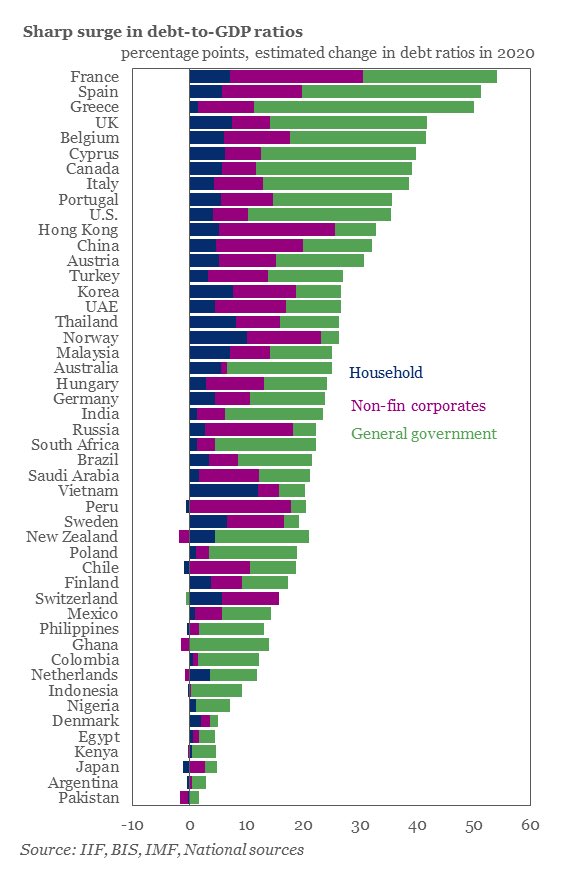 Sharp surge in debt-to-GDP ratios
percentage points, estimated change in debt ratios in 2020
France
Spain
Greece
UK
Belgium
Cyprus
Canada
Italy
Portugal
U.S.
Hong Kong
China
Austria
Turkey
Korea
UAE
Thailand
Norway
Malaysia
Australia
Household
Hungary
Germany
Non-fin corporates
India
Russia
General government
South Africa
Brazil
Saudi Arabia
Vietnam
Peru
Sweden
New Zealand
Poland
Chile
Finland
Switzerland
Mexico
Philippines
Ghana
Colombia
Netherlands
Indonesia
Nigeria
Denmark
Egypt
Kenya
Japan
Argentina
Pakistan
-10 0 10 20 30 40 50 60
Source: IIF, BIS, IMF, National sources